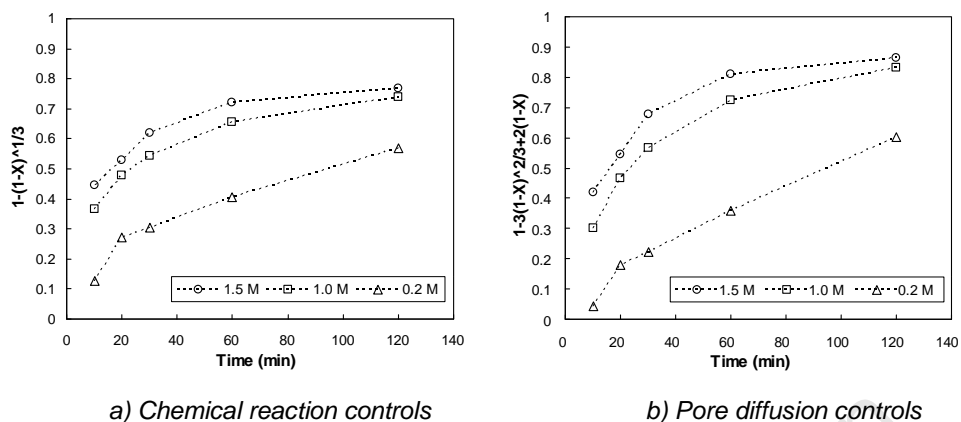 1-(1-X)^1/3
1
0.9
0.8
0.7
0.6
0.5
0.4
0.3
0.2
0.1
0
0 20 40 60 80 100 120 140
Time (min)
1.5 M 1.0 M 0.2 M
a) Chemical reaction controls
1-3(1-X)^2/3+2(1-X)
1
0.9
0.8
0.7
0.6
0.5
0.4
0.3
0.2
0.1
0
0 20 40 60 80 100 120 140
Time (min)
1.5 M 1.0 M 0.2 M
b) Pore diffusion controls